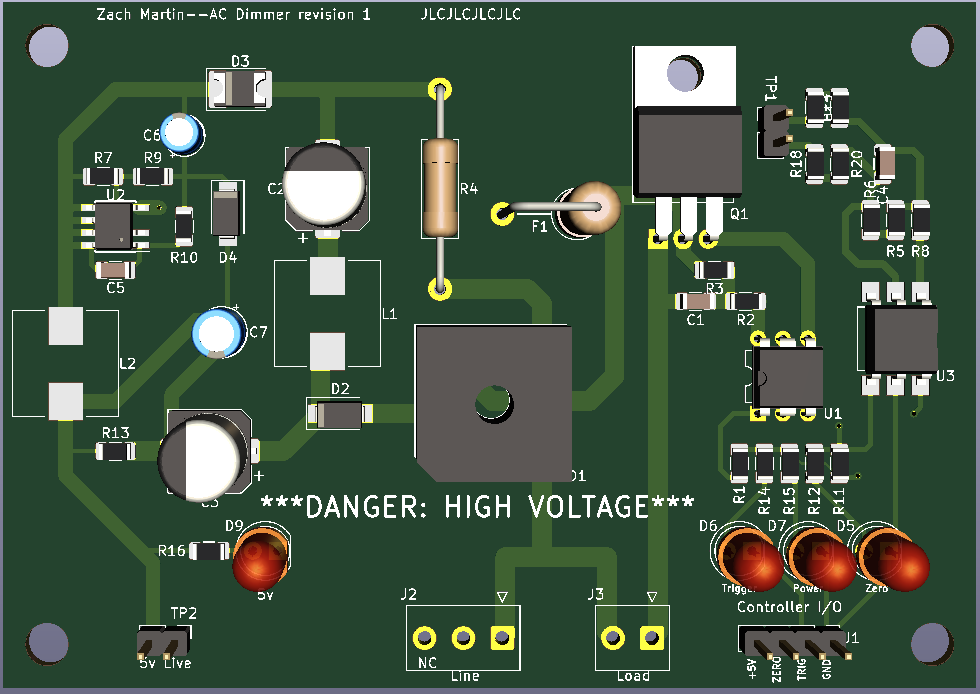 Zach Martin--AC Dimmer revision 1
JLCJLCJLCJLC
D3
TP1
C6
R7
R9
U2
C2
R4
F1
Q1
R18
R20
R6
C4
R10
D4
R5
R8
C5
R3
C1
R2
L1
C7
L2
U3
D2
U1
R13
D1
C3
R1
R14
R15
R12
R11
***DANGER: HIGH VOLTAGE***
D9
D6
D7
D5
R16
5v
Trigger
Power
Zero
J2
J3
Controller I/O
TP2
J1
5v Live
NC
Line
Load
+5V
ZERO
TRIG
GND